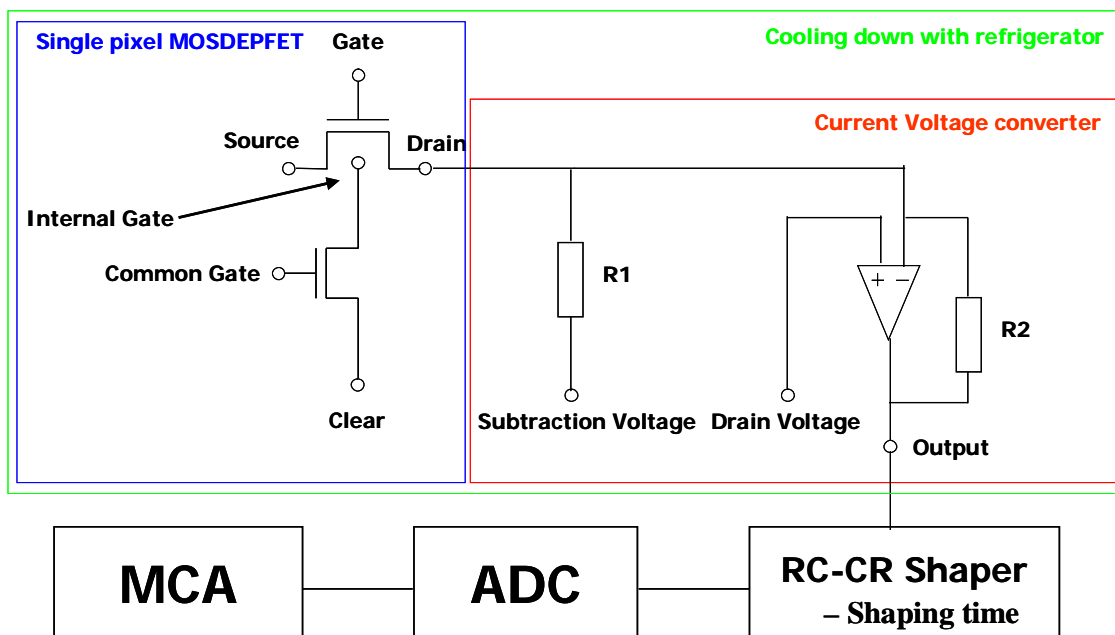 Single pixel MOSDEPFET
Gate
Cooling down with refrigerator
Current Voltage converter
Source
Drain
Internal Gate
Common Gate
R1
+ −
R2
Clear
Subtraction Voltage
Drain Voltage
Output
MCA
ADC
RC-CR Shaper
– Shaping time